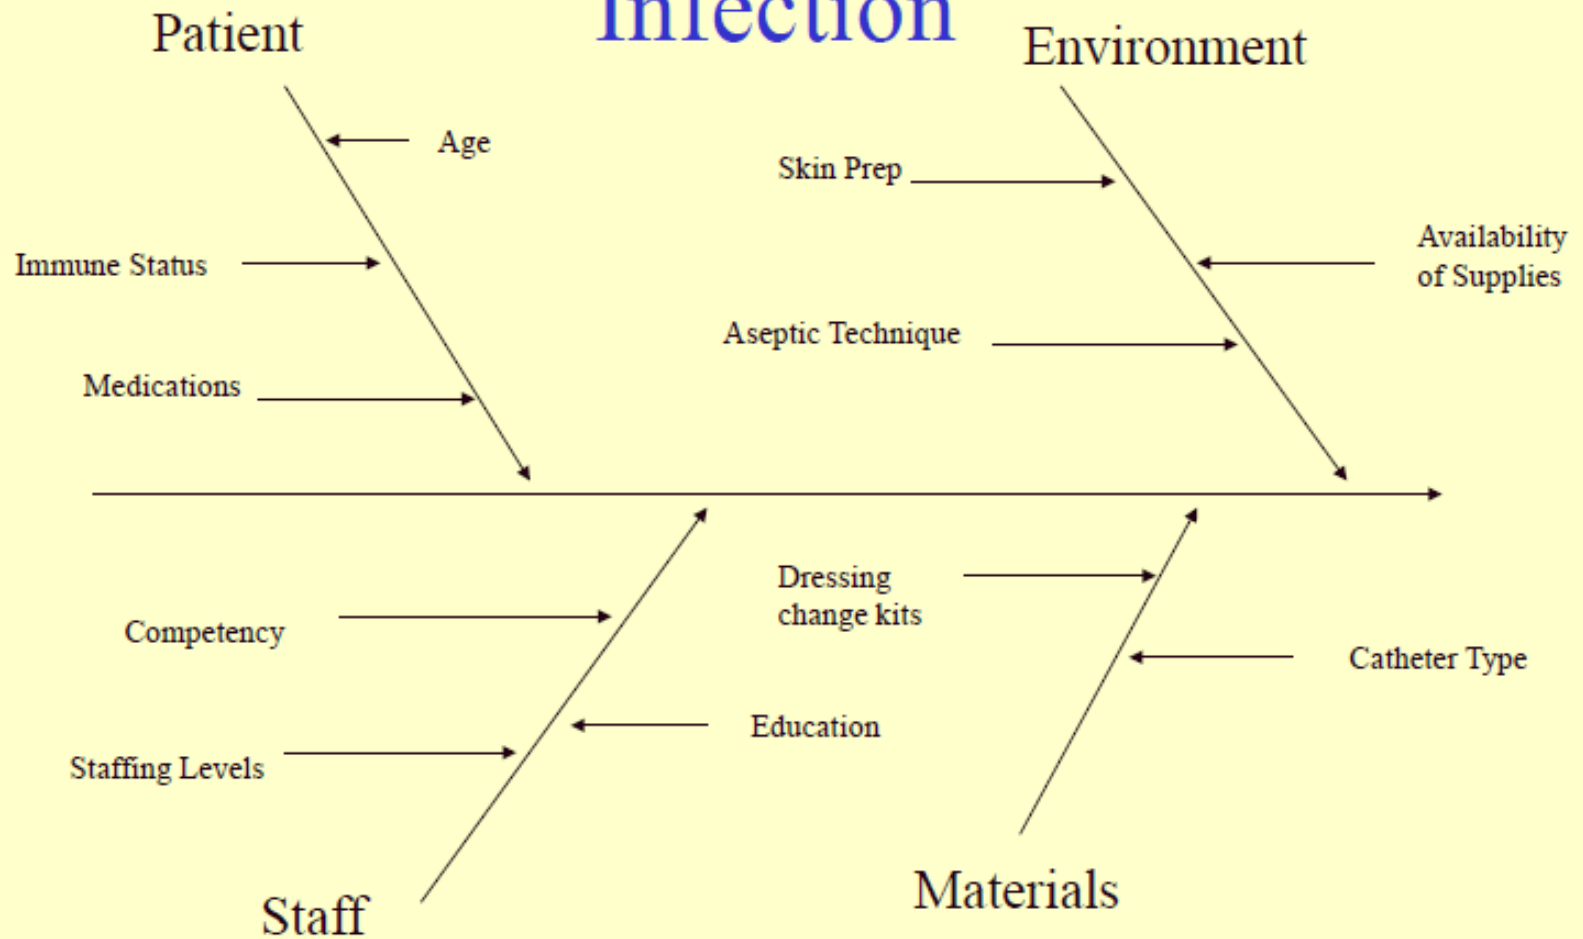 Infection
Patient
Environment
Age
Skin Prep
Availability
of Supplies
Immune Status
Aseptic Technique
Medications
Dressing
change kits
Competency
Catheter Type
Education
Staffing Levels
Materials
Staff